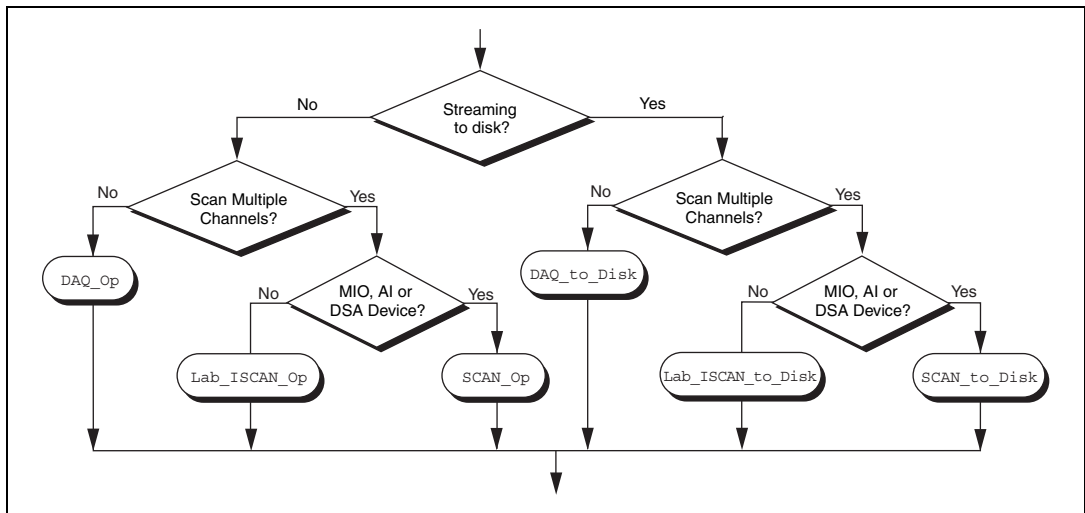 Streaming
to disk?
No
Yes
Scan Multiple
Channels?
No
Yes
Scan Multiple
Channels?
No
Yes
DAQ_Op
MIO, AI or
DSA Device?
No
Yes
DAQ_to_Disk
MIO, AI or
DSA Device?
No
Yes
Lab_ISCAN_Op
SCAN_Op
Lab_ISCAN_to_Disk
SCAN_to_Disk